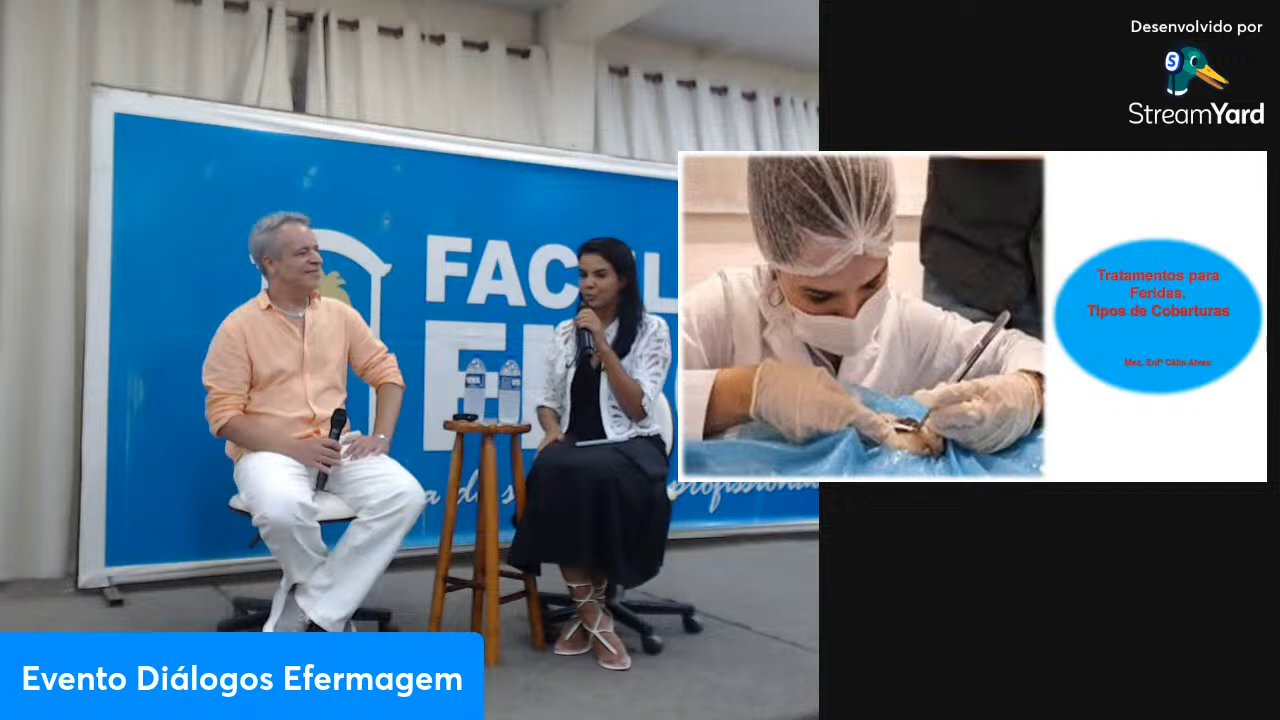 Desenvolvido por
StreamYard
FACUL
Tratamentos para
Feridas.
Tipos de Coberturas
Evento Diálogos Efermagem